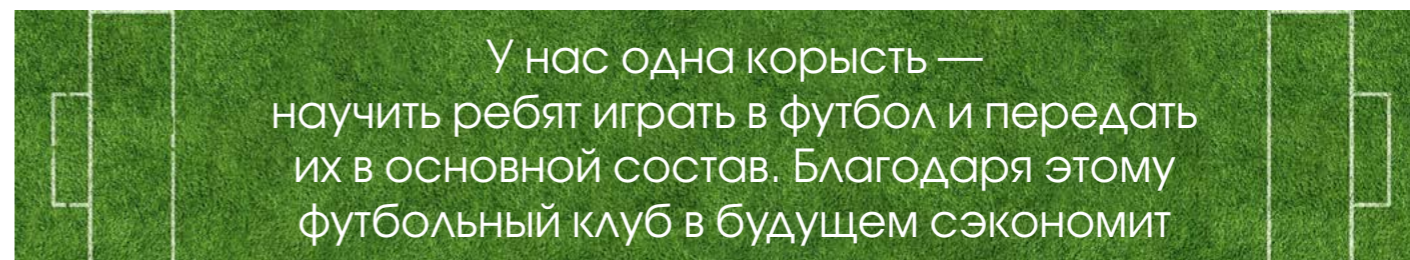 У нас одна корысть —
научить ребят играть в футбол и передать
их в основной состав. Благодаря этому
футбольный клуб в будущем сэкономит